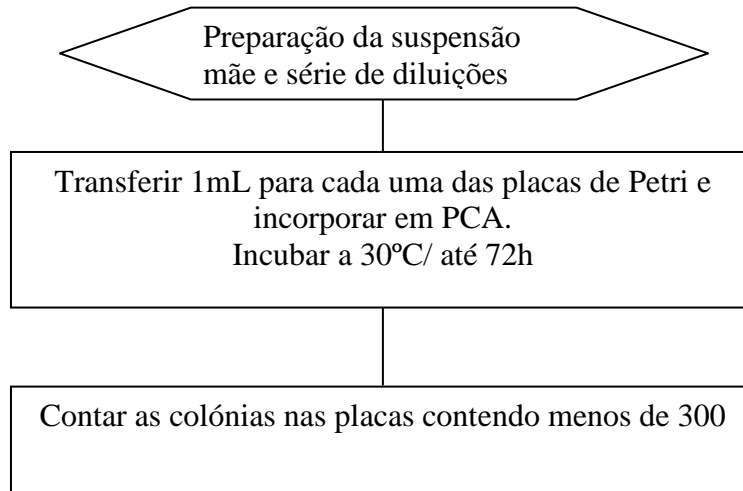 Preparação da suspensão
mãe e série de diluições
Transferir 1mL para cada uma das placas de Petri e
incorporar em PCA.
Incubar a 30ºC/ até 72h
Contar as colónias nas placas contendo menos de 300